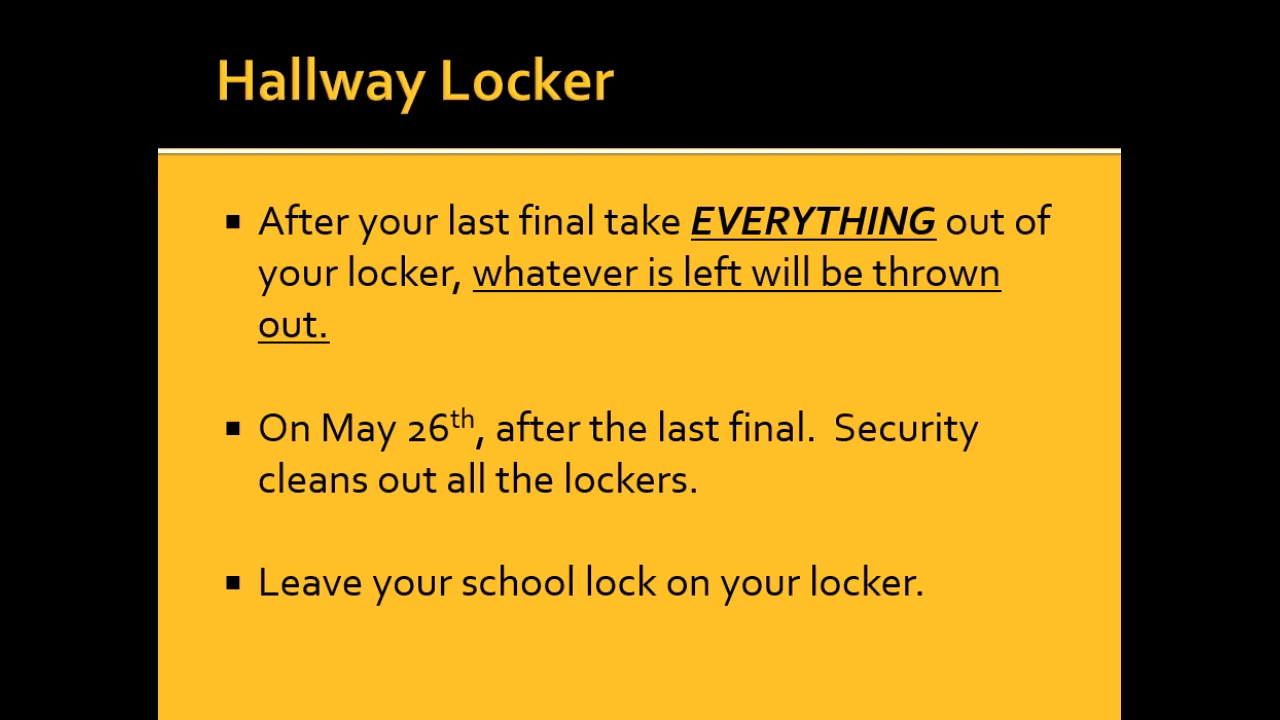 Hallway Locker
▪ After your last final take EVERYTHING out of
your locker, whatever is left will be thrown
out.
▪ On May 26th, after the last final.  Security
cleans out all the lockers.
▪ Leave your school lock on your locker.